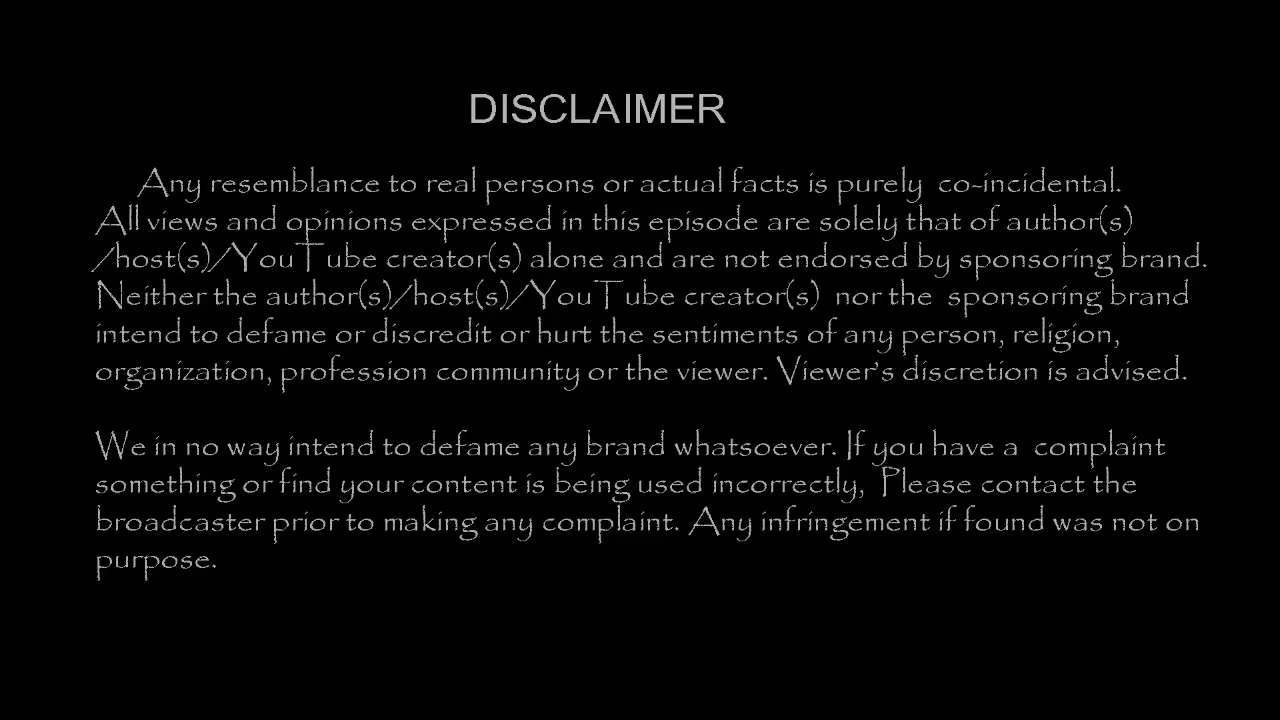 DISCLAIMER
Any resemblance to real persons or actual facts is purely co-incidental.
All views and opinions expressed in this episode are solely that of author(s)
/host(s)/YouTube creator(s) alone and are not endorsed by sponsoring brand.
Neither the author(s)/host(s)/YouTube creator(s) nor the sponsoring brand
intend to defame or discredit or hurt the sentiments of any person, religion,
organization, profession community or the viewer. Viewer's discretion is advised.
We in no way intend to defame any brand whatsoever. If you have a complaint
something or find your content is being used incorrectly, Please contact the
broadcaster prior to making any complaint. Any infringement if found was not on
purpose.